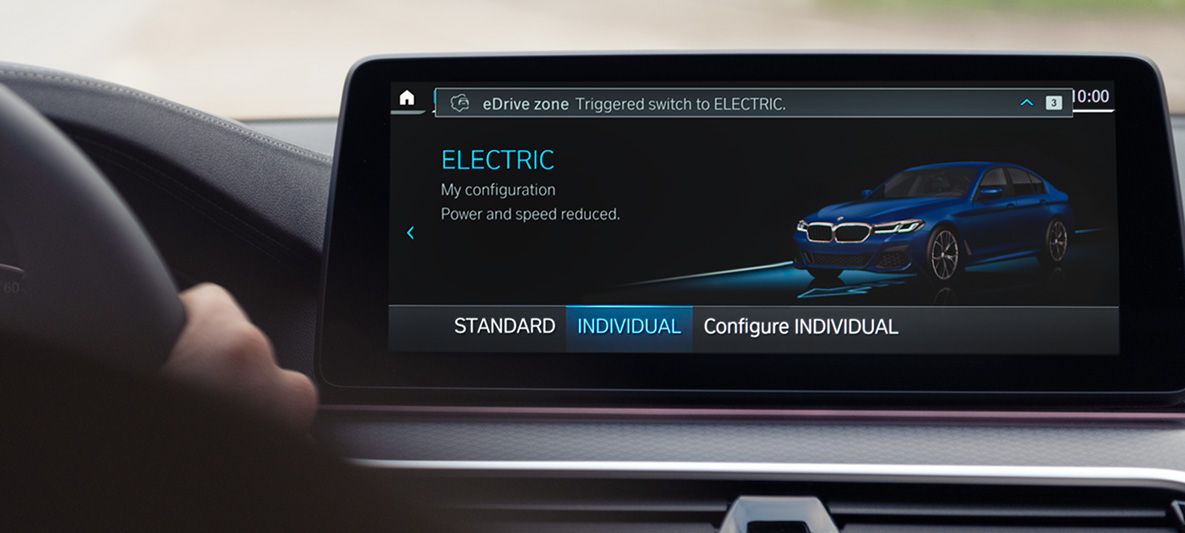 eDrive zone Triggered switch to ELECTRIC.
3
10:00
ELECTRIC
My configuration
Power and speed reduced.
STANDARD INDIVIDUAL Configure INDIVIDUAL
60